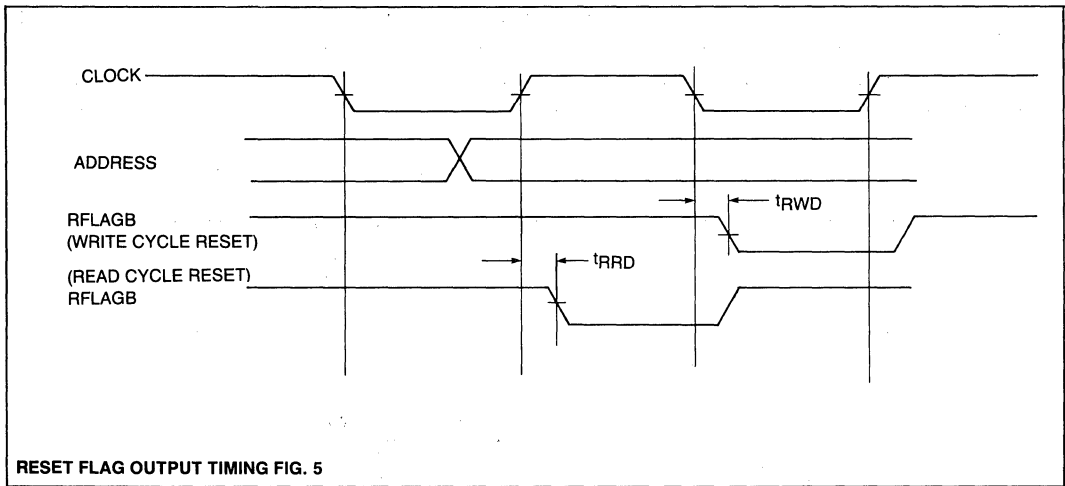 CLOCK
ADDRESS
tRWD
RFLAGB
(WRITE CYCLE RESET)
tRRD
(READ CYCLE RESET)
RFLAGB
RESET FLAG OUTPUT TIMING FIG. 5